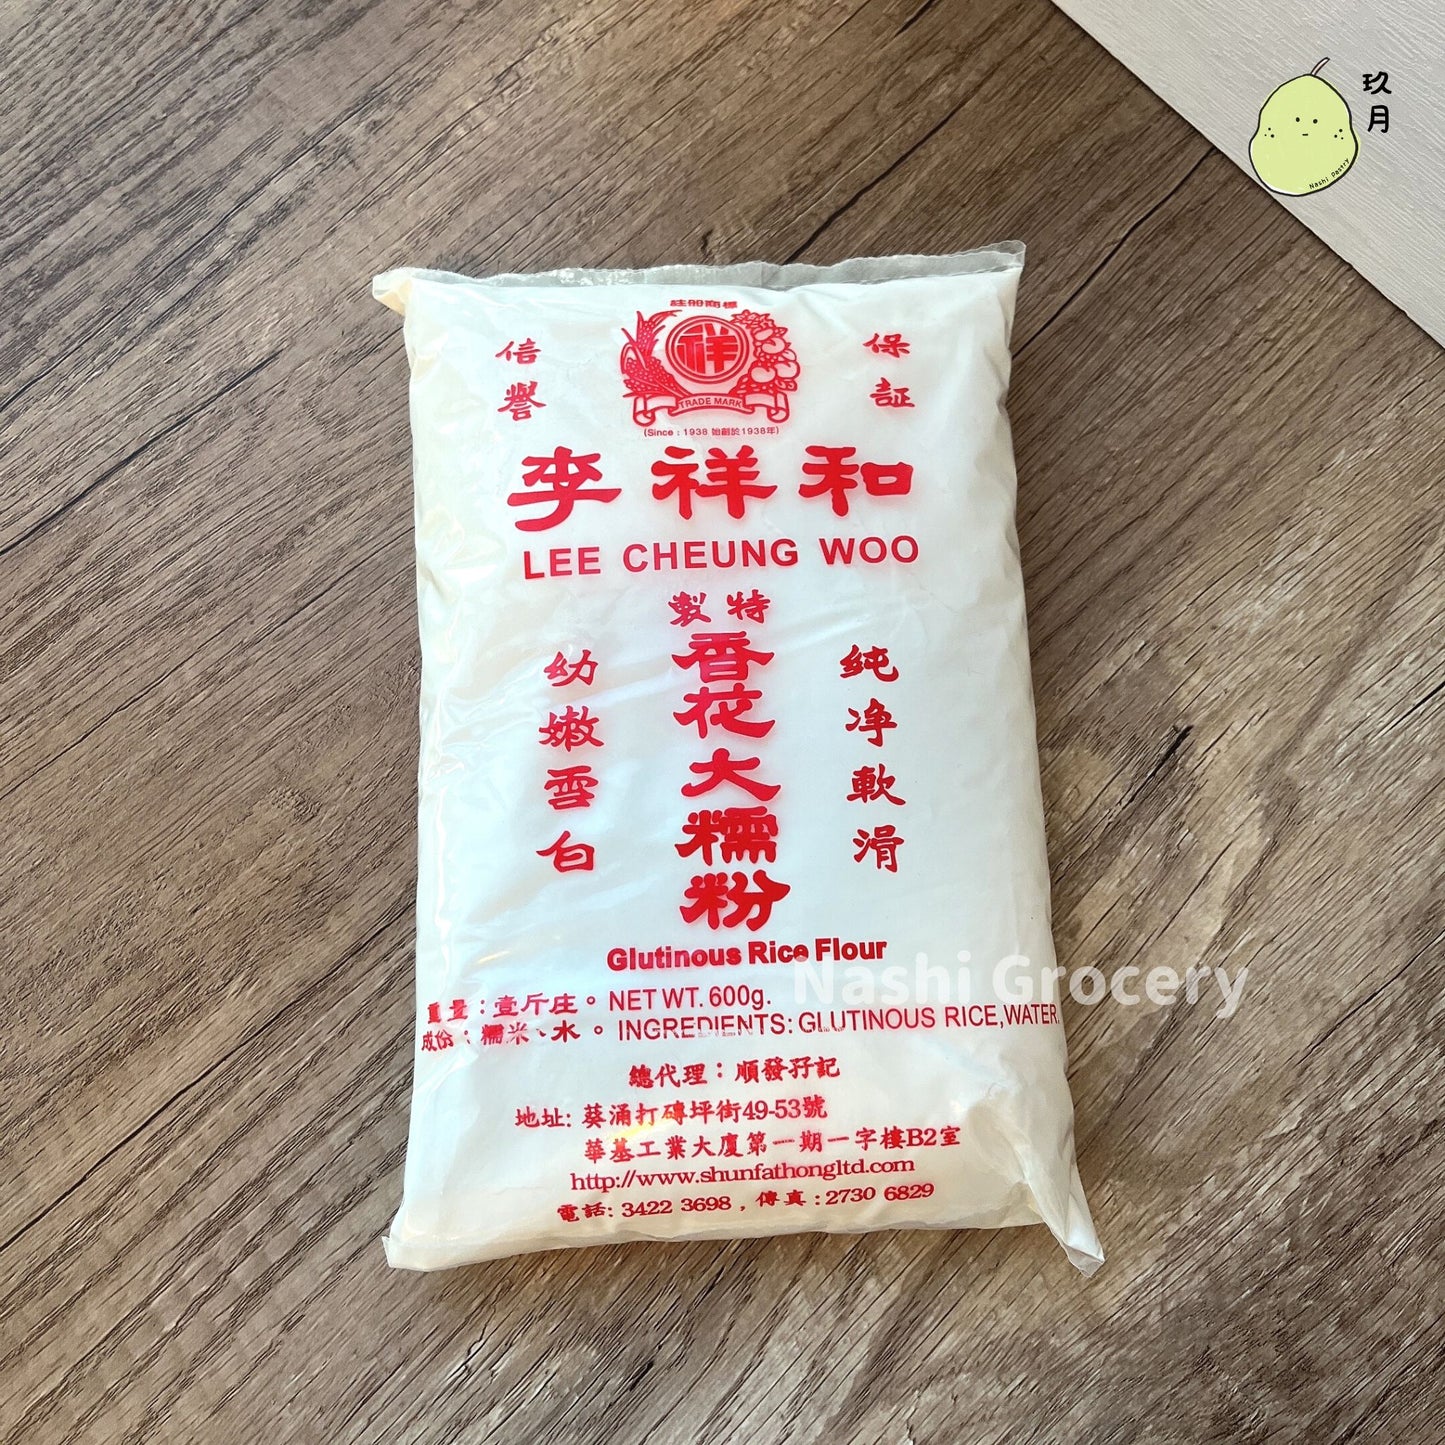 玖月
Nashi Pastry
註册商標
祥
TRADE MARK
(Since : 1938 始創於1938年)
信譽
保証
李祥和
LEE CHEUNG WOO
特製
香花大糯粉
純净軟滑
幼嫩雪白
Glutinous Rice Flour
Nashi Grocery
重量：壹斤庄。 NET WT. 600g.
成份：糯米、水。 INGREDIENTS: GLUTINOUS RICE, WATER.
總代理：順發孖記
地址: 葵涌打磚坪街49-53號
華基工業大廈第一期一字樓B2室
http://www.shunfathongltd.com
電話: 3422 3698 , 傳真 : 2730 6829